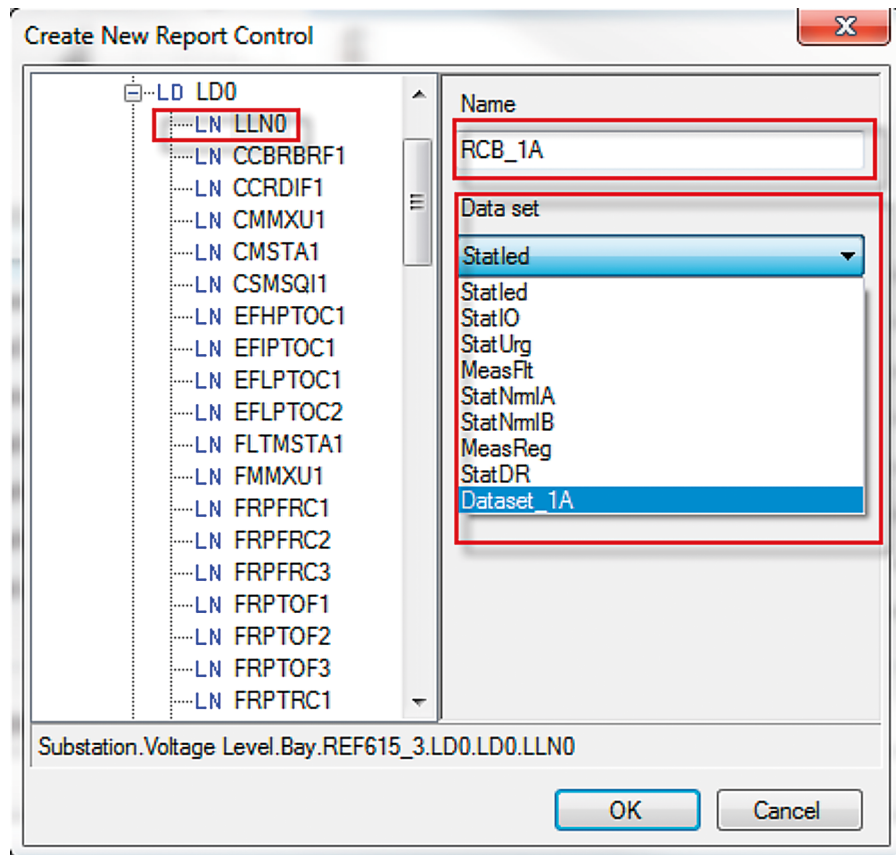 Create New Report Control
LD LD0
LN LLN0
LN CCBRBRF1
LN CCRDIF1
LN CMMXU1
LN CMSTA1
LN CSMSQI1
LN EFHPTOC1
LN EFIPTOC1
LN EFLPTOC1
LN EFLPTOC2
LN FLTMSTA1
LN FMMXU1
LN FRPFRC1
LN FRPFRC2
LN FRPFRC3
LN FRPTOF1
LN FRPTOF2
LN FRPTOF3
LN FRPTRC1
Name
RCB_1A
Data set
StatIed
StatIed
StatIO
StatUrg
MeasFlt
StatNrmlA
StatNrmlB
MeasReg
StatDR
Dataset_1A
Substation.Voltage Level.Bay.REF615_3.LD0.LD0.LLN0
OK
Cancel